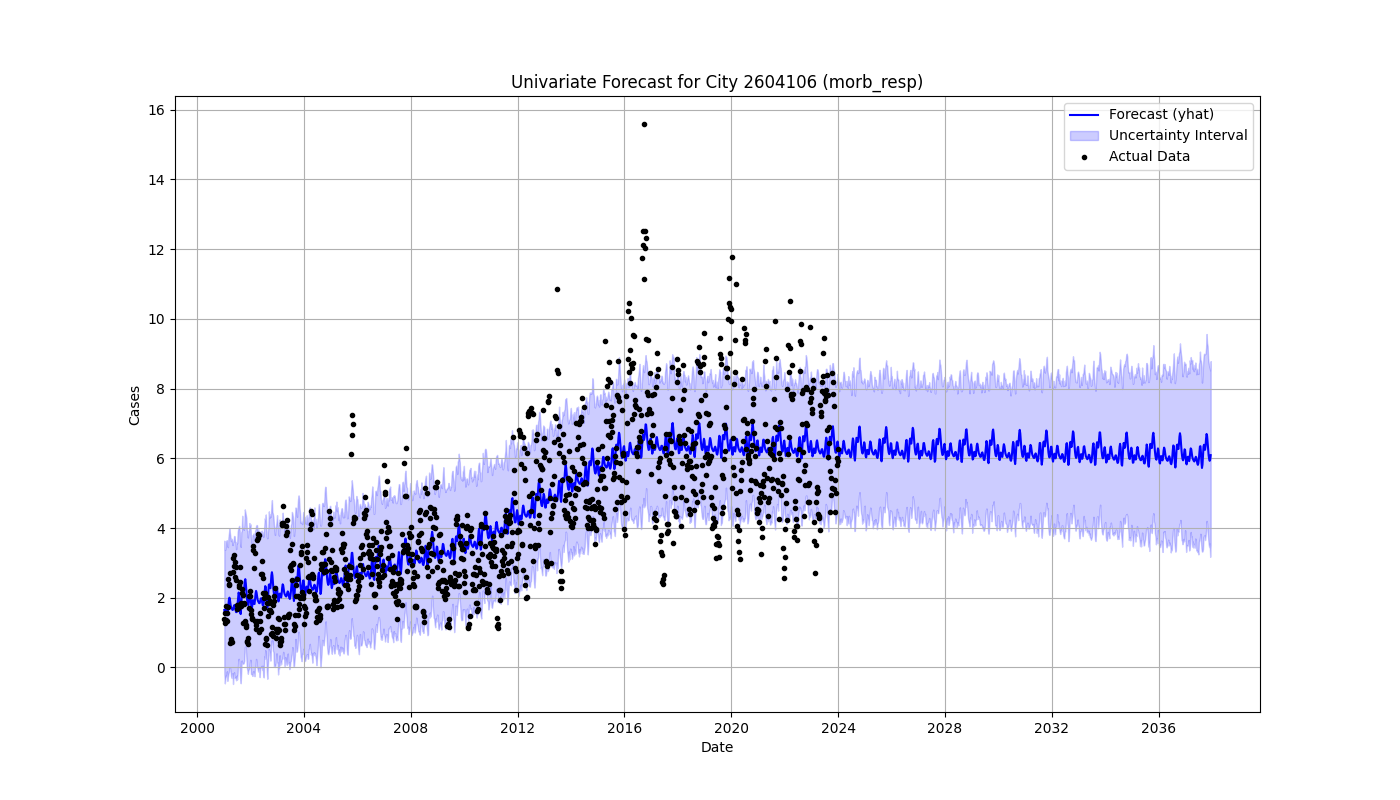 Univariate Forecast for City 2604106 (morb_resp)
Forecast (yhat)
Uncertainty Interval
Actual Data
Cases
16
14
12
10
8
6
4
2
0
2000 2004 2008 2012 2016 2020 2024 2028 2032 2036
Date